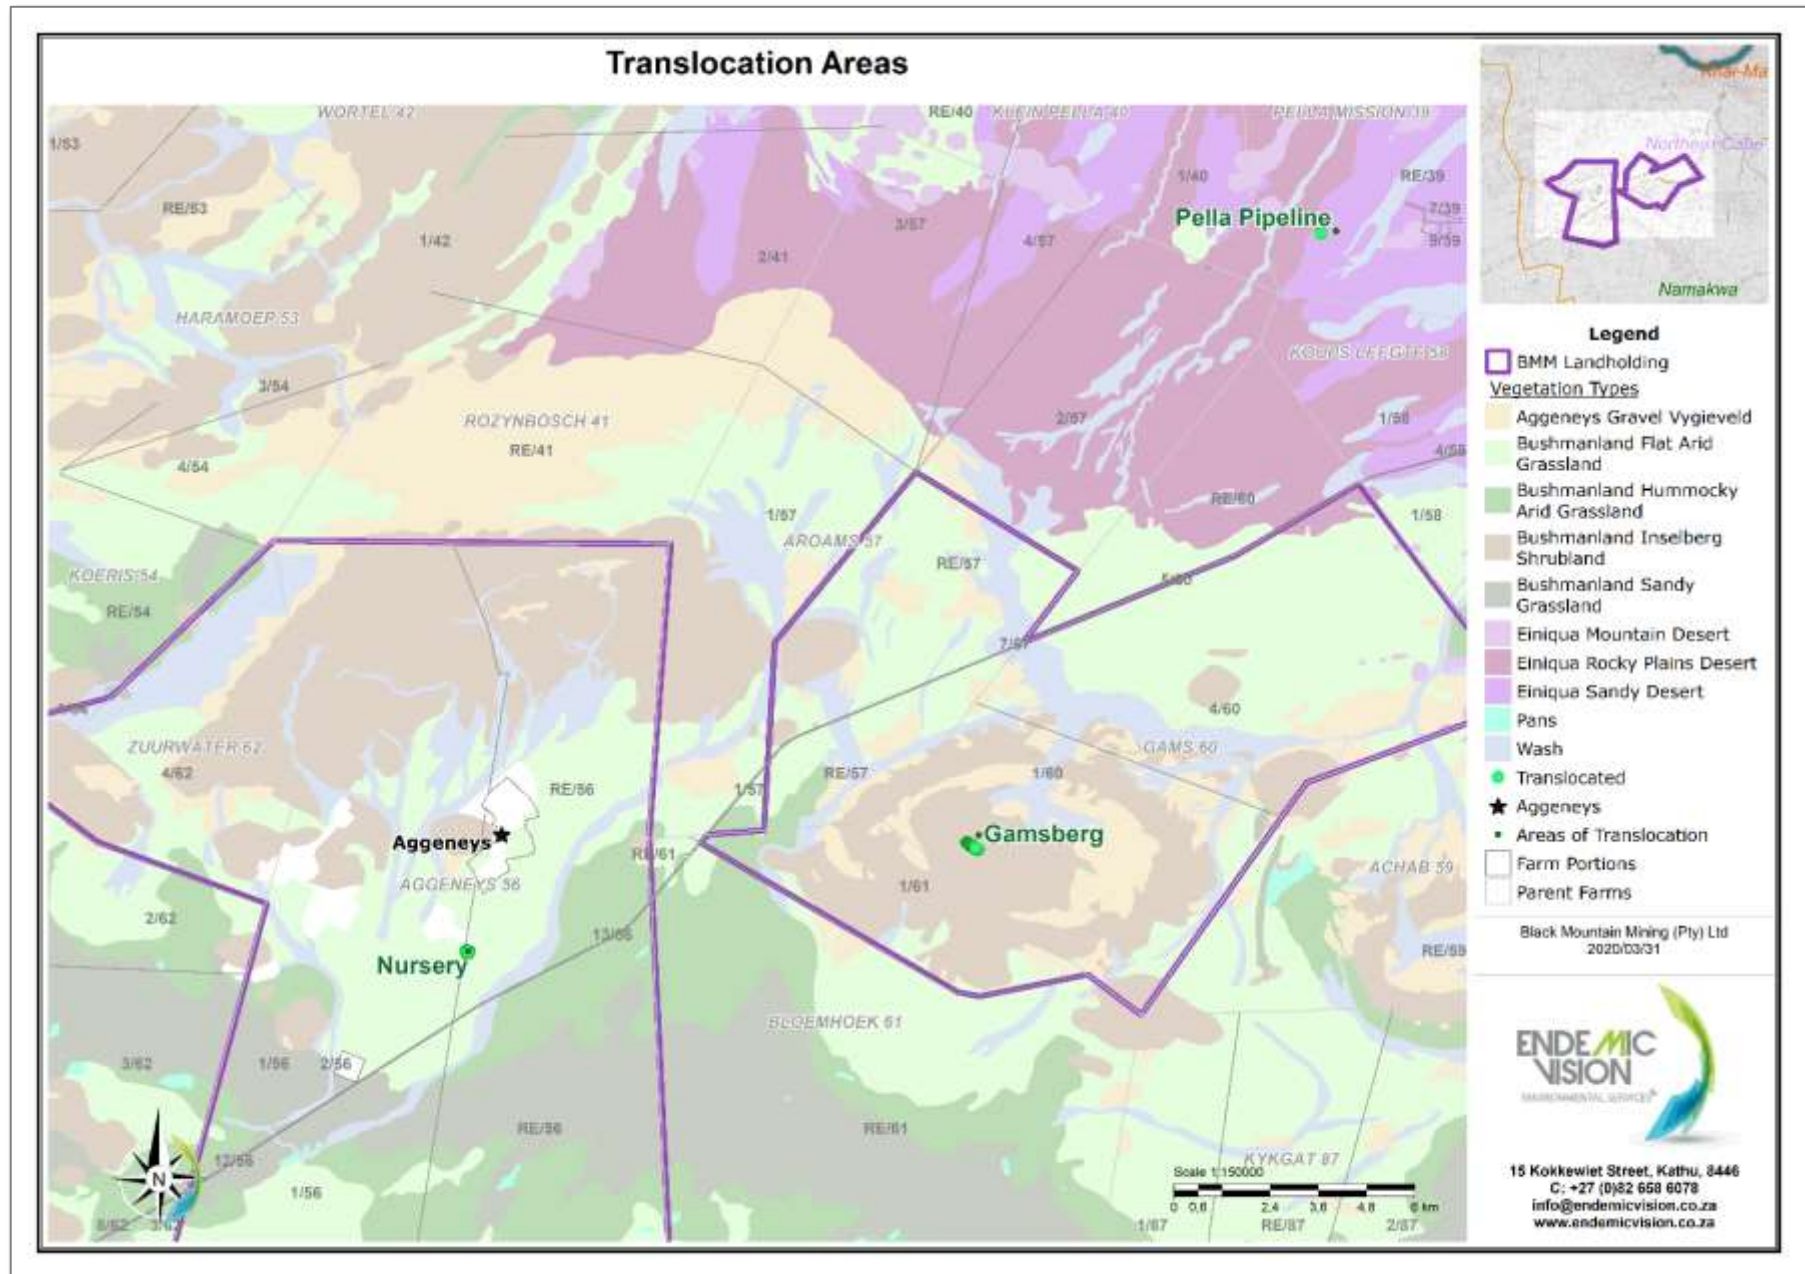 Translocation Areas
WORTEL 42
RE/40
KLEIN PELLA 40
PELLA MISSION 39
1/53
1/40
RE/39
RE/53
Pella Pipeline
7/39
9/39
3/57
1/42
4/57
2/41
HARAMOEP 53
3/54
2/57
1/58
ROZYNBOSCH 41
RE/41
4/54
RE/60
1/57
1/58
AROAMS 57
RE/57
KOERIS 54
5/60
RE/54
4/60
ZUURWATER 62
4/62
GAMS 60
RE/57
1/60
RE/56
1/57
Aggeneys
Gamsberg
RE/61
ACHAB 59
AGGENEYS 56
1/61
2/62
13/56
RE/59
Nursery
BLOEMHOEK 61
3/62
1/56
2/56
RE/56
RE/61
12/56
KYKGAT 87
N
1/56
Scale 1:150000
0 0,6 2,4 3,6 4,8 6 km
1/87
RE/87
2/87
Namakwa
Legend
BMM Landholding
Vegetation Types
Aggeneys Gravel Vygieveld
Bushmanland Flat Arid
Grassland
Bushmanland Hummocky
Arid Grassland
Bushmanland Inselberg
Shrubland
Bushmanland Sandy
Grassland
Einiqua Mountain Desert
Einiqua Rocky Plains Desert
Einiqua Sandy Desert
Pans
Wash
Translocated
Aggeneys
Areas of Translocation
Farm Portions
Parent Farms
Black Mountain Mining (Pty) Ltd
2020/03/31
ENDEMIC
VISION
ENVIRONMENTAL SERVICES
15 Kokkewiet Street, Kathu, 8446
C: +27 (0)82 658 6078
info@endemicvision.co.za
www.endemicvision.co.za